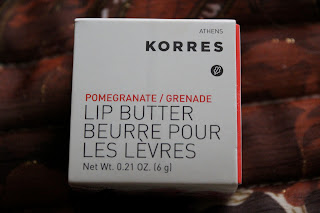 ATHENS
KORRES
POMEGRANATE / GRENADE
LIP BUTTER
BEURRE POUR
LES LÈVRES
Net Wt. 0.21 OZ. (6 g)